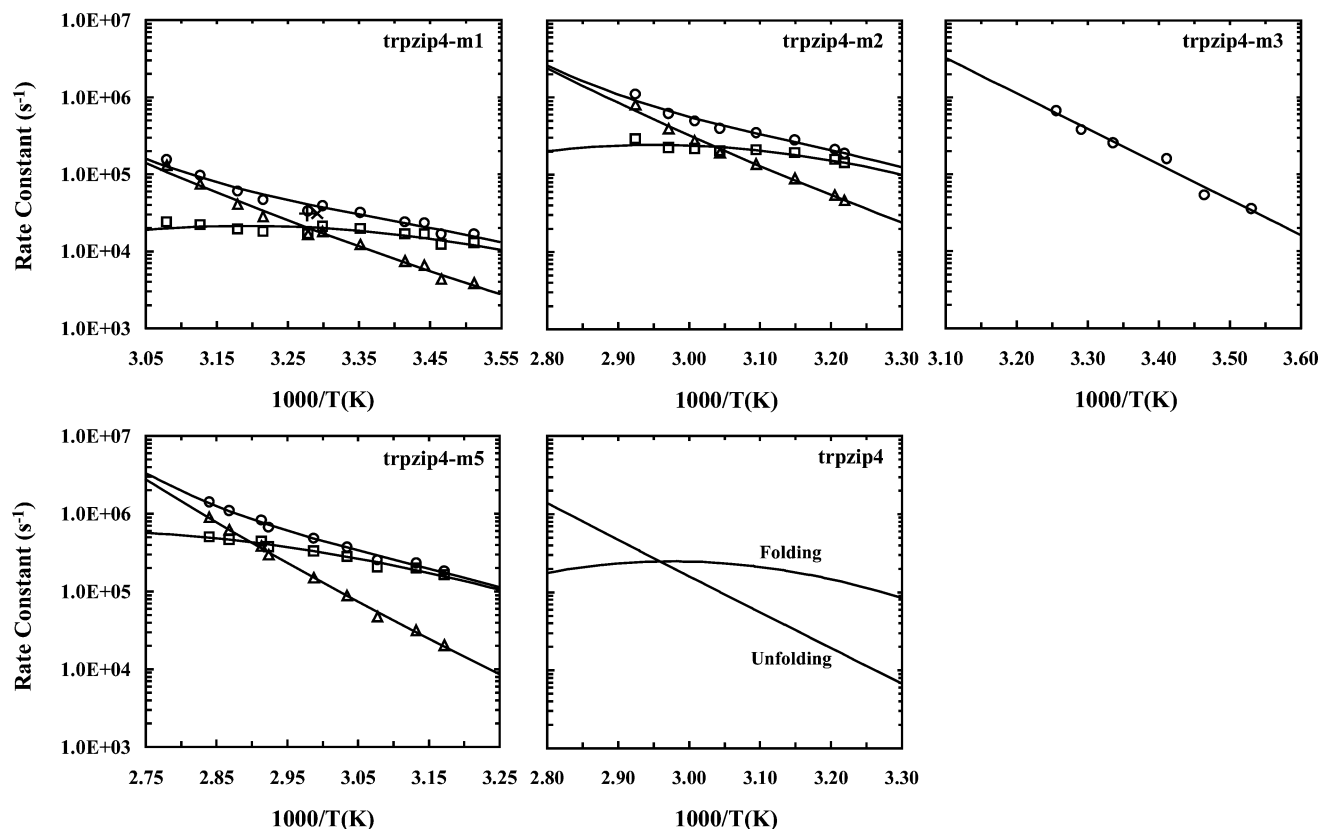 1.0E+07
1.0E+06
1.0E+05
1.0E+04
1.0E+03
Rate Constant (s-1)
trpzip4-m1
3.05 3.15 3.25 3.35 3.45 3.55
1000/T(K)
trpzip4-m2
2.80 2.90 3.00 3.10 3.20 3.30
1000/T(K)
trpzip4-m3
3.10 3.20 3.30 3.40 3.50 3.60
1000/T(K)
1.0E+07
1.0E+06
1.0E+05
1.0E+04
1.0E+03
Rate Constant (s-1)
trpzip4-m5
2.75 2.85 2.95 3.05 3.15 3.25
1000/T(K)
trpzip4
Folding
Unfolding
2.80 2.90 3.00 3.10 3.20 3.30
1000/T(K)